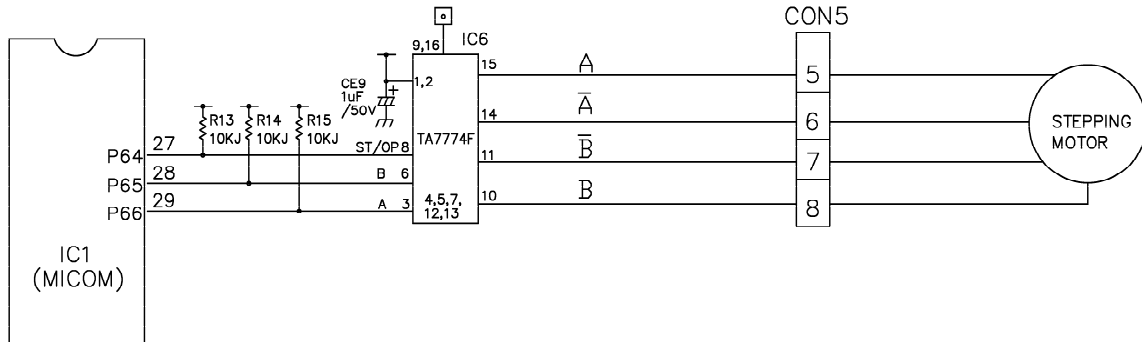 CON5
9,16
IC6
15
A
5
1,2
CE9
1uF
/50V
14
A̅
6
R13
10KJ
R14
10KJ
R15
10KJ
TA7774F
STEPPING
MOTOR
P64
27
ST/OP
8
11
B̅
7
P65
28
B
6
P66
29
A
3
4,5,7,
12,13
10
B
8
IC1
(MICOM)
+